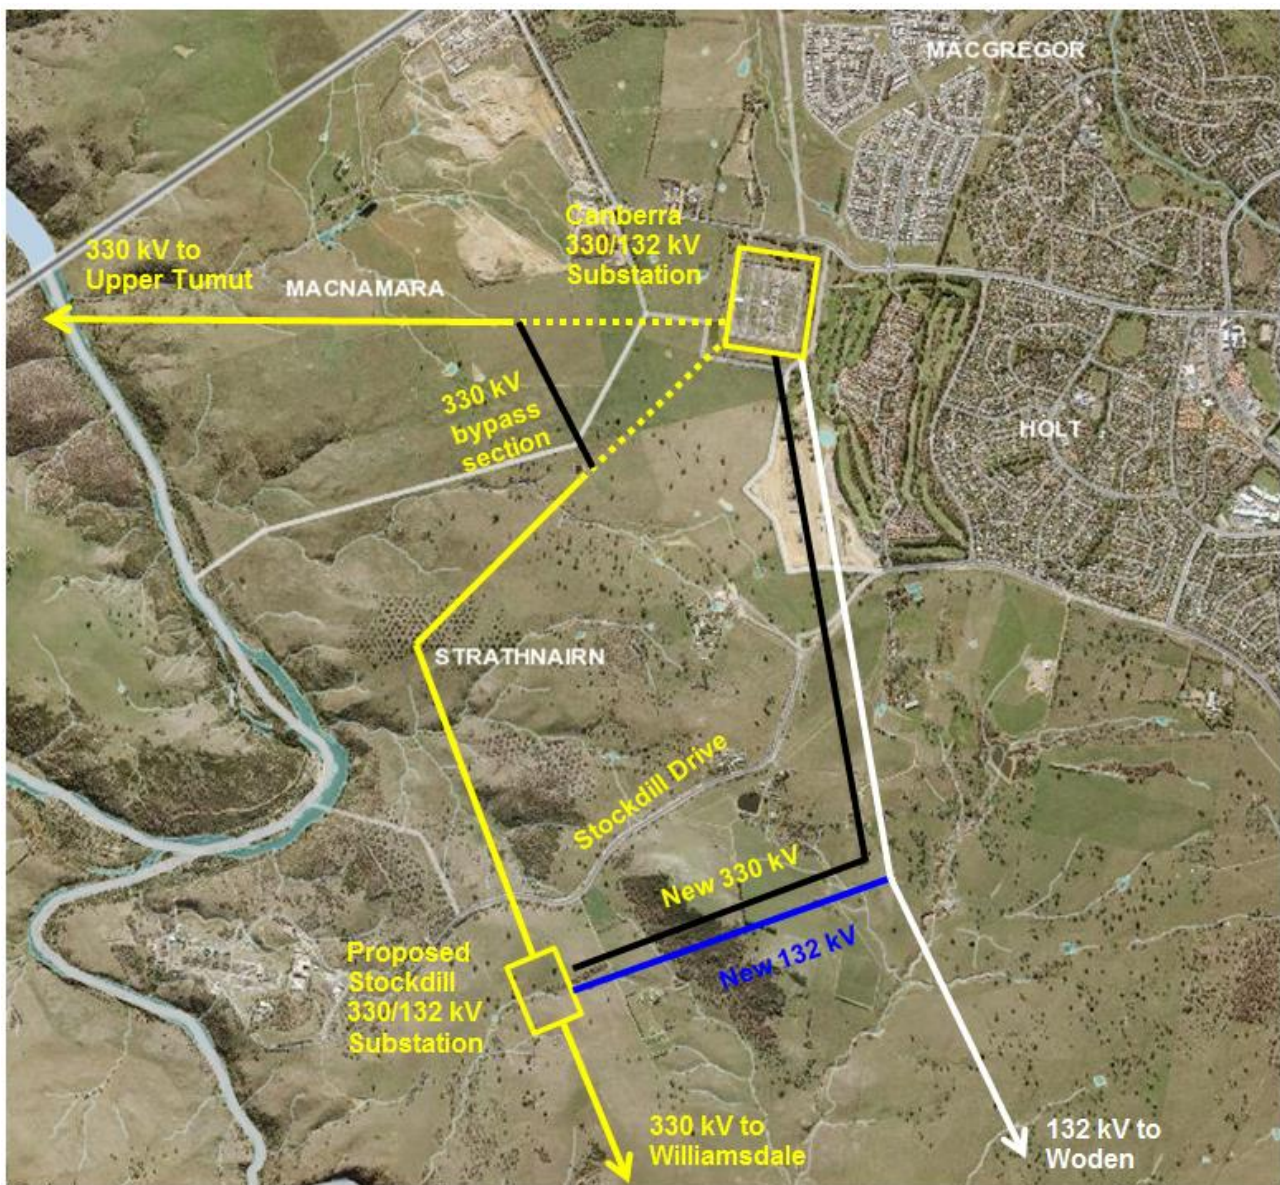 MACGREGOR
Canberra
330/132 kV
Substation
330 kV to
Upper Tumut
MACNAMARA
330 kV
bypass
section
HOLT
STRATHNAIRN
Stockdill Drive
New 330 kV
New 132 kV
Proposed
Stockdill
330/132 kV
Substation
330 kV to
Williamsdale
132 kV to
Woden